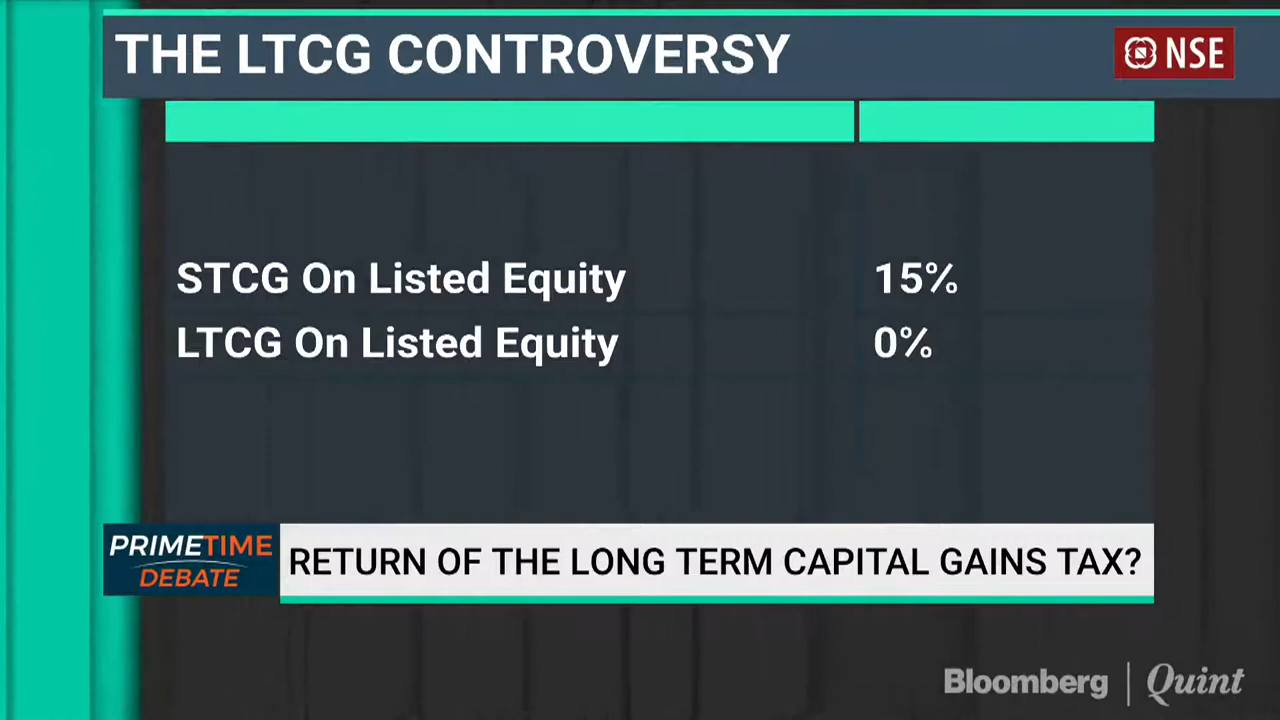 THE LTCG CONTROVERSY
NSE
STCG On Listed Equity 15%
LTCG On Listed Equity 0%
PRIMETIME
DEBATE
RETURN OF THE LONG TERM CAPITAL GAINS TAX?
Bloomberg | Quint